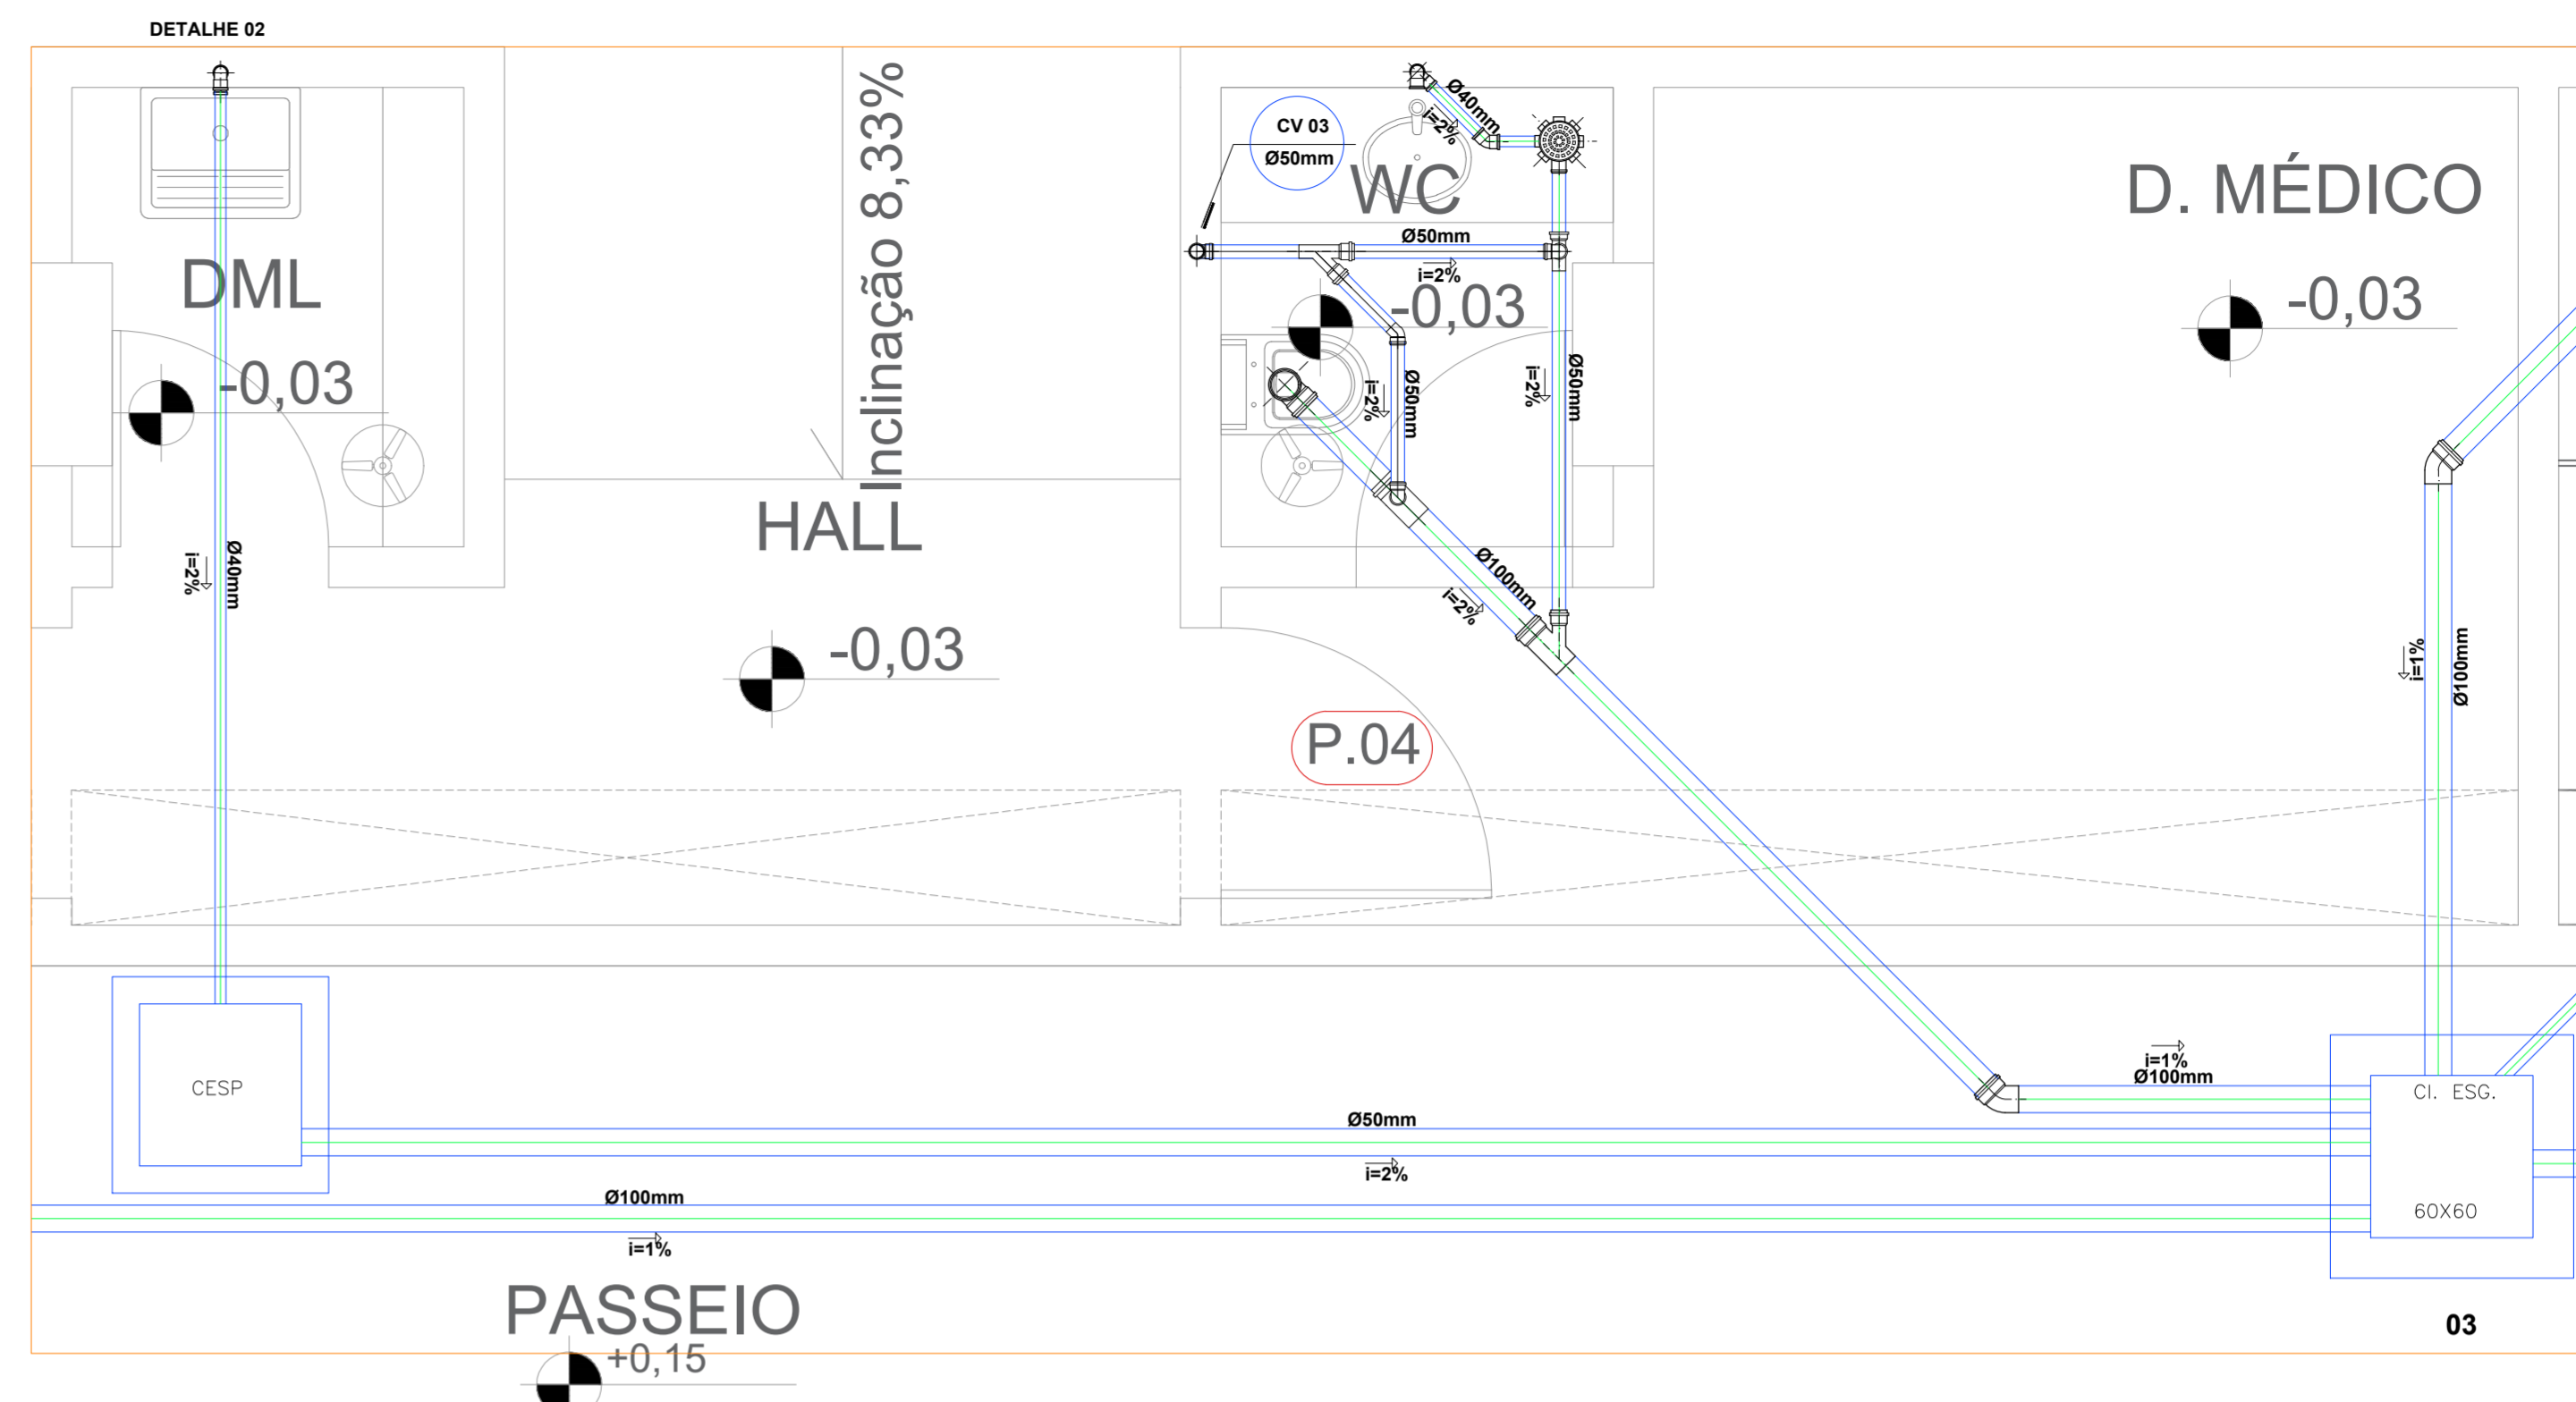 DETALHE 02
Inclinação 8,33%
Ø40mm
i=2%
CV 03
Ø50mm
WC
D. MÉDICO
Ø50mm
i=2%
DML
-0,03
-0,03
-0,03
Ø50mm
i=2%
Ø50mm
i=2%
HALL
Ø40mm
i=2%
Ø100mm
i=2%
-0,03
i=1%
Ø100mm
P.04
i=1%
Ø100mm
CESP
CI. ESG.
Ø50mm
i=2%
Ø100mm
60X60
i=1%
PASSEIO
+0,15
03